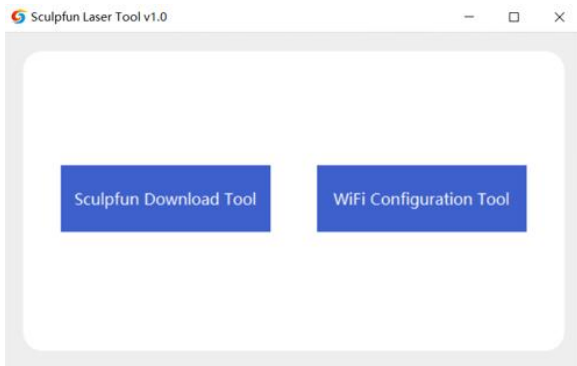 Sculpfun Laser Tool v1.0
Sculpfun Download Tool
WiFi Configuration Tool